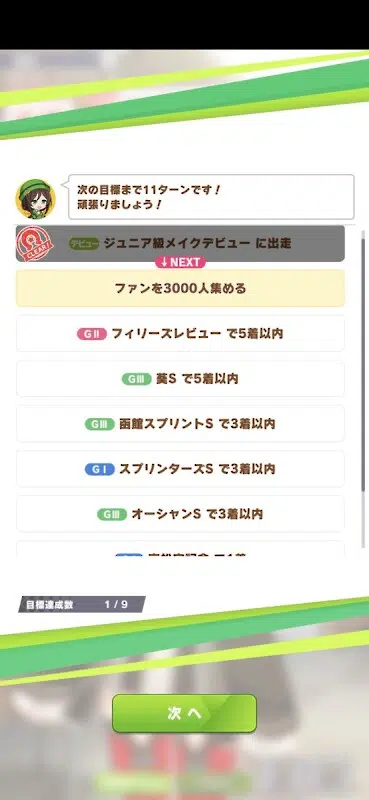 次の目標まで11ターンです!
頑張りましょう!
CLEAR!
デビュー ジュニア級メイクデビュー に出走
↓NEXT
ファンを3000人集める
GⅡ フィリーズレビュー で5着以内
GⅢ 葵S で5着以内
GⅢ 函館スプリントS で3着以内
GⅠ スプリンターズS で3着以内
GⅢ オーシャンS で3着以内
目標達成数 1 / 9
次へ